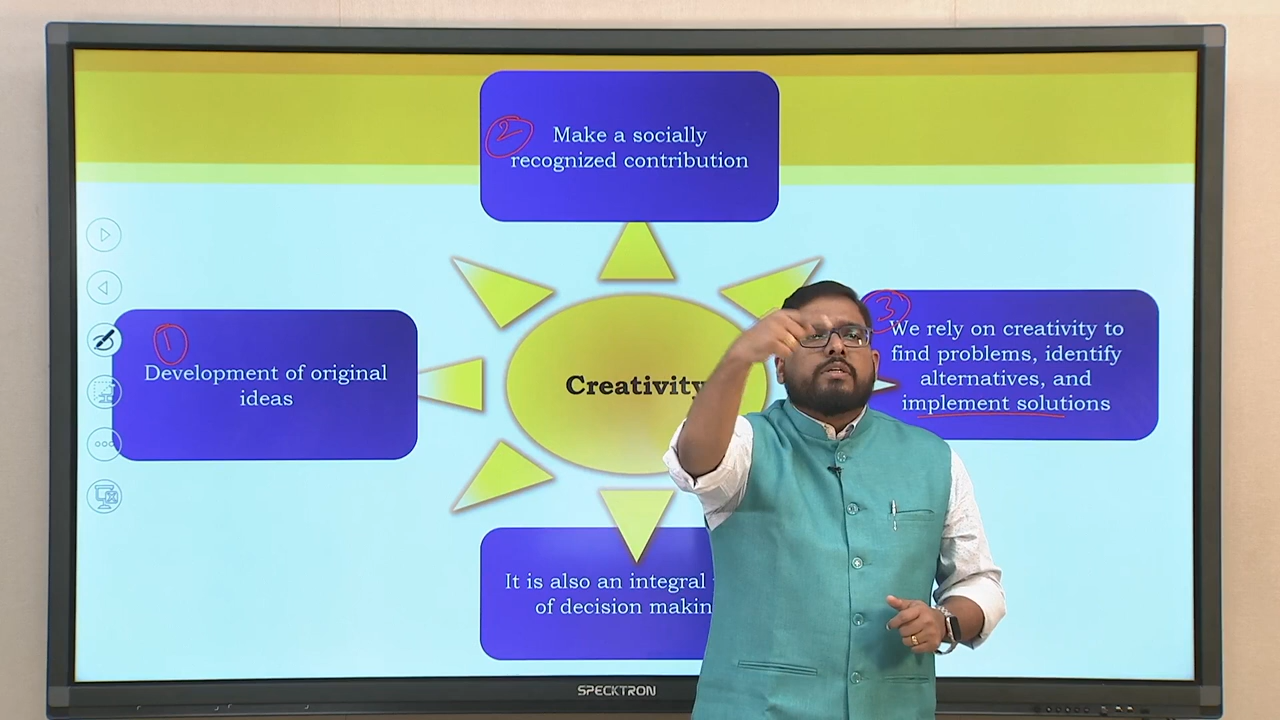 2
Make a socially
recognized contribution
1
Development of original
ideas
Creativity
3
We rely on creativity to
find problems, identify
alternatives, and
implement solutions
It is also an integral
of decision makin
SPECKTRON